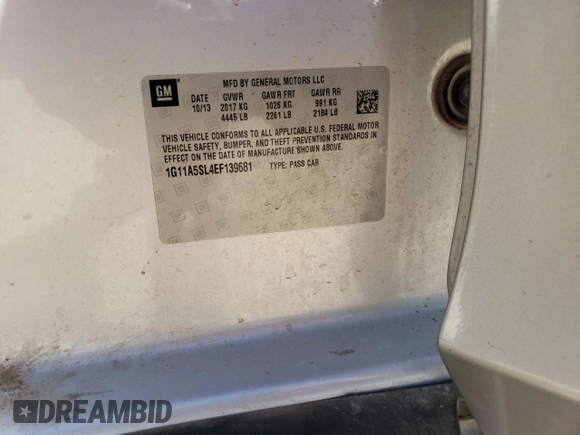 GM
MFD BY GENERAL MOTORS LLC
DATE GVWR GAWR FRT GAWR RR
10/13 2017 KG 1026 KG 991 KG
4445 LB 2261 LB 2184 LB
THIS VEHICLE CONFORMS TO ALL APPLICABLE U.S. FEDERAL MOTOR
VEHICLE SAFETY, BUMPER, AND THEFT PREVENTION STANDARDS IN
EFFECT ON THE DATE OF MANUFACTURE SHOWN ABOVE.
1G11A5SL4EF139681 TYPE: PASS CAR
DREAMBID